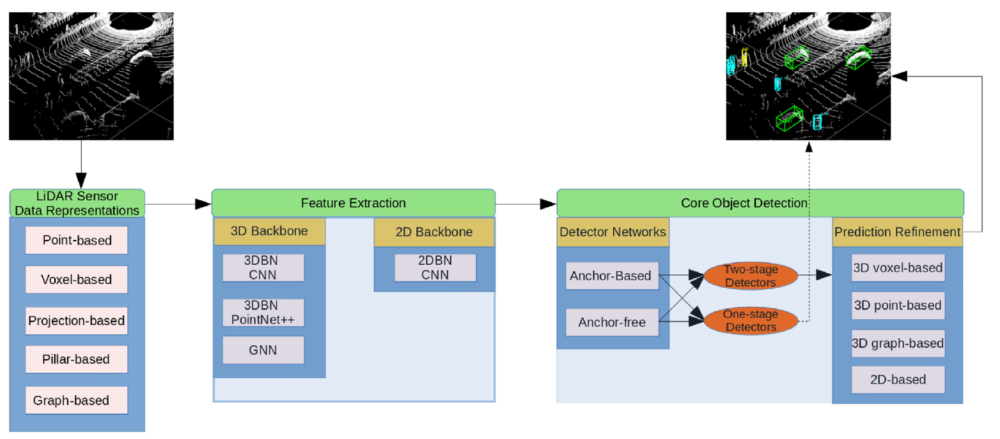 LiDAR Sensor
Data Representations
Point-based
Voxel-based
Projection-based
Pillar-based
Graph-based
Feature Extraction
3D Backbone
3DBN
CNN
3DBN
PointNet++
GNN
2D Backbone
2DBN
CNN
Core Object Detection
Detector Networks
Anchor-Based
Anchor-free
Two-stage
Detectors
One-stage
Detectors
Prediction Refinement
3D voxel-based
3D point-based
3D graph-based
2D-based